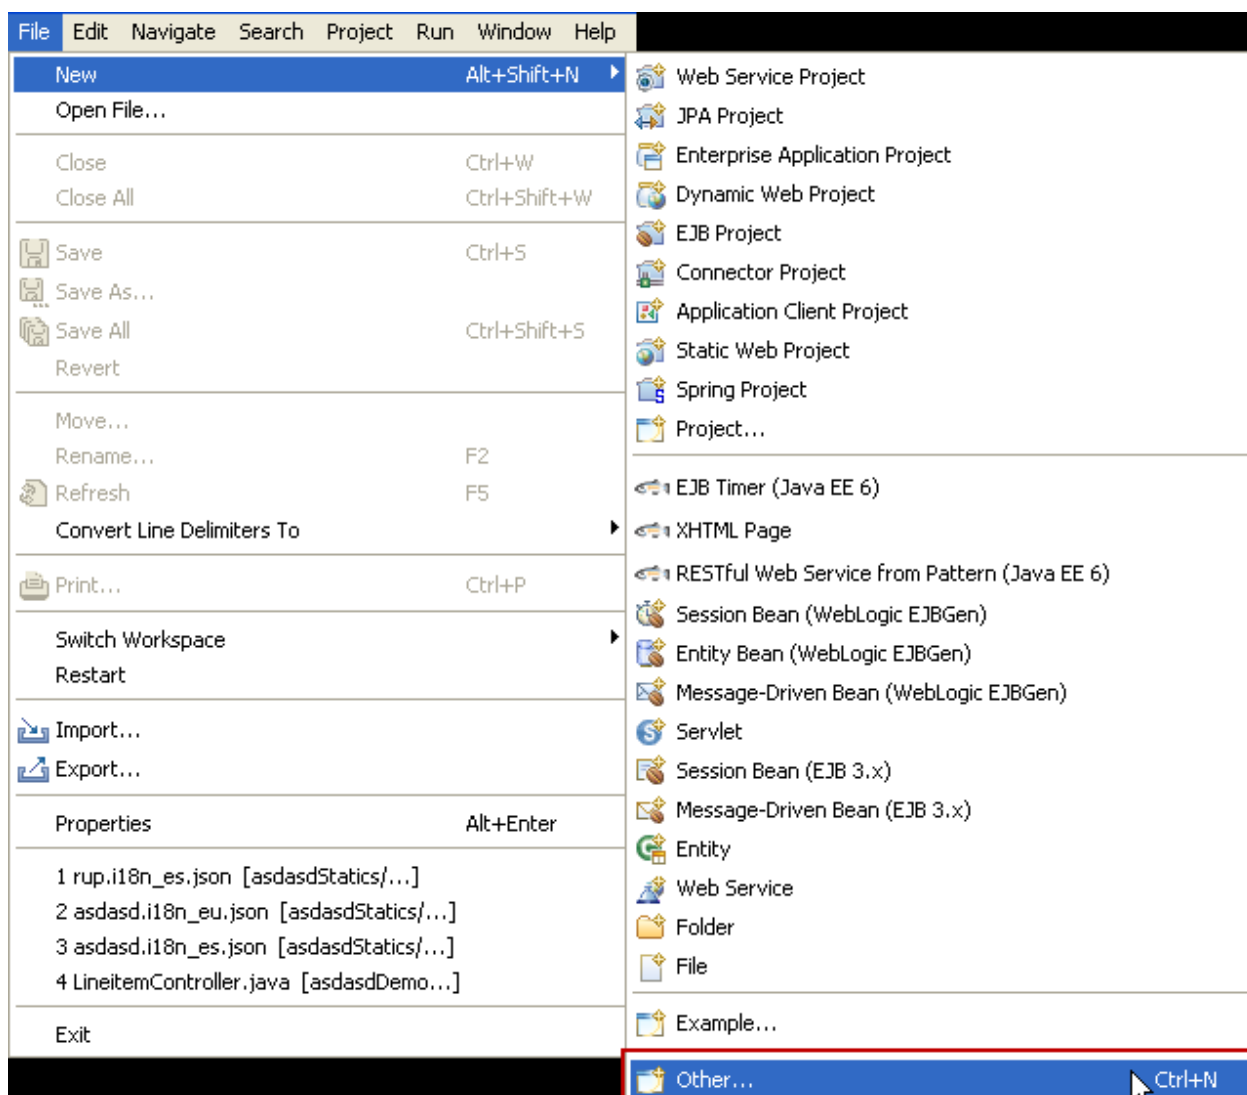 File Edit Navigate Search Project Run Window Help
New Alt+Shift+N
Open File...
Close Ctrl+W
Close All Ctrl+Shift+W
Save Ctrl+S
Save As...
Save All Ctrl+Shift+S
Revert
Move...
Rename... F2
Refresh F5
Convert Line Delimiters To
Print... Ctrl+P
Switch Workspace
Restart
Import...
Export...
Properties Alt+Enter
1 rup.i18n_es.json [asdasdStatics/...]
2 asdasd.i18n_eu.json [asdasdStatics/...]
3 asdasd.i18n_es.json [asdasdStatics/...]
4 LineitemController.java [asdasdDemo...]
Exit
Web Service Project
JPA Project
Enterprise Application Project
Dynamic Web Project
EJB Project
Connector Project
Application Client Project
Static Web Project
Spring Project
Project...
EJB Timer (Java EE 6)
XHTML Page
RESTful Web Service from Pattern (Java EE 6)
Session Bean (WebLogic EJBGen)
Entity Bean (WebLogic EJBGen)
Message-Driven Bean (WebLogic EJBGen)
Servlet
Session Bean (EJB 3.x)
Message-Driven Bean (EJB 3.x)
Entity
Web Service
Folder
File
Example...
Other... Ctrl+N